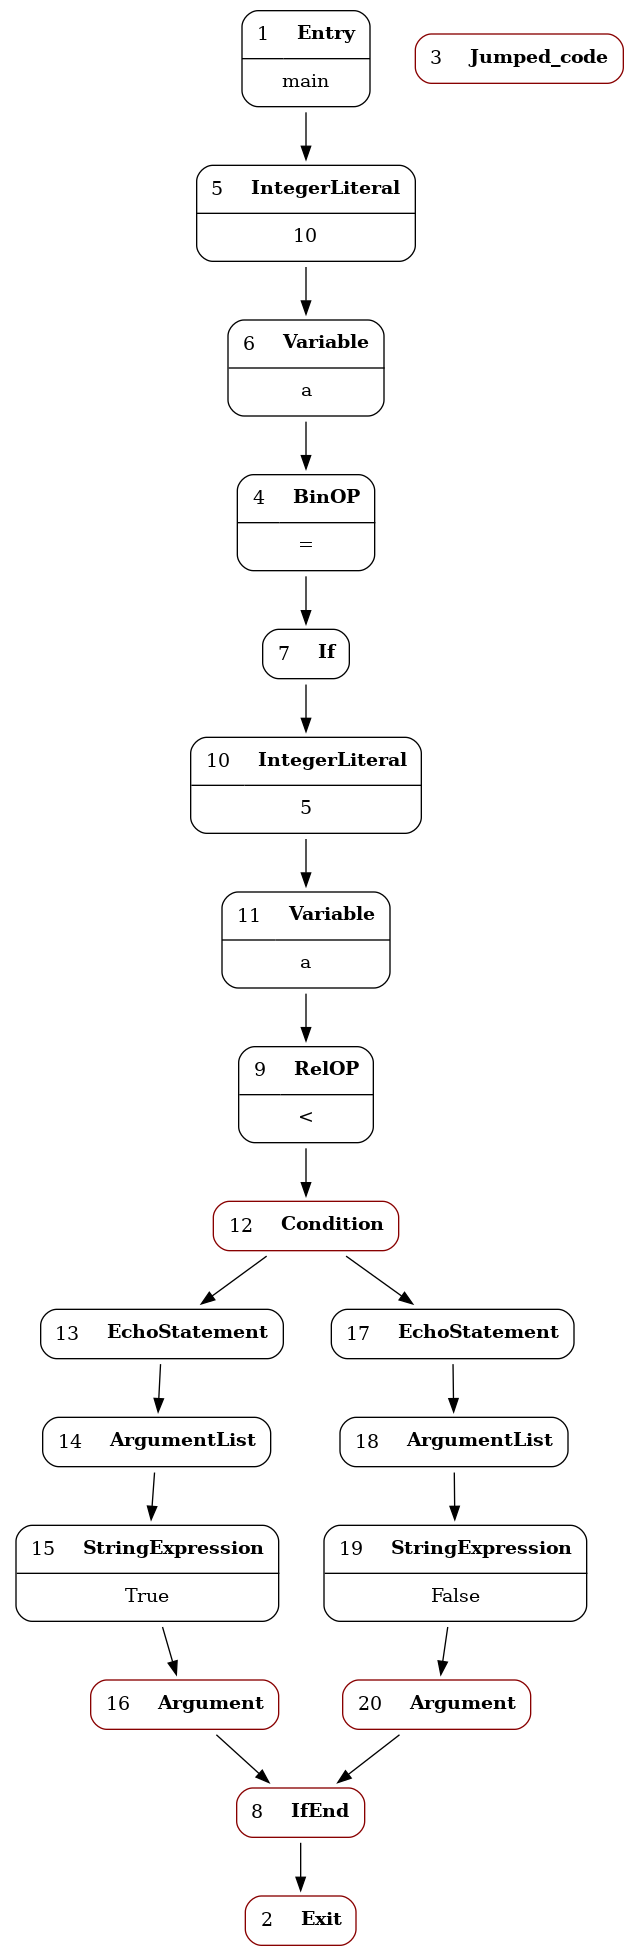 1 Entry
main
3 Jumped_code
5 IntegerLiteral
10
6 Variable
a
4 BinOP
=
7 If
10 IntegerLiteral
5
11 Variable
a
9 RelOP
<
12 Condition
13 EchoStatement
17 EchoStatement
14 ArgumentList
18 ArgumentList
15 StringExpression
True
19 StringExpression
False
16 Argument
20 Argument
8 IfEnd
2 Exit